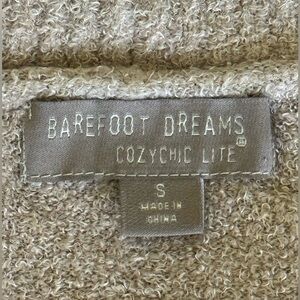 BAREFOOT DREAMS
COZYCHIC LITE
S
MADE IN
CHINA